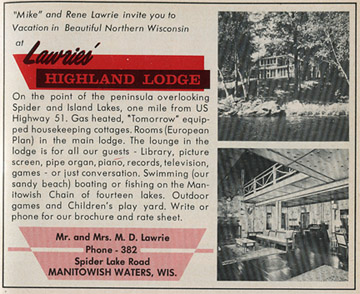 "Mike" and Rene Lawrie invite you to
Vacation in Beautiful Northern Wisconsin
at
Lawries'
HIGHLAND LODGE
On the point of the peninsula overlooking
Spider and Island Lakes, one mile from US
Highway 51. Gas heated, "Tomorrow" equip-
ped housekeeping cottages. Rooms (European
Plan) in the main lodge. The lounge in the
lodge is for all our guests - Library, picture
screen, pipe organ, piano, records, television,
games - or just conversation. Swimming (our
sandy beach) boating or fishing on the Man-
itowish Chain of fourteen lakes. Outdoor
games and Children's play yard. Write or
phone for our brochure and rate sheet.
Mr. and Mrs. M. D. Lawrie
Phone - 382
Spider Lake Road
MANITOWISH WATERS, WIS.